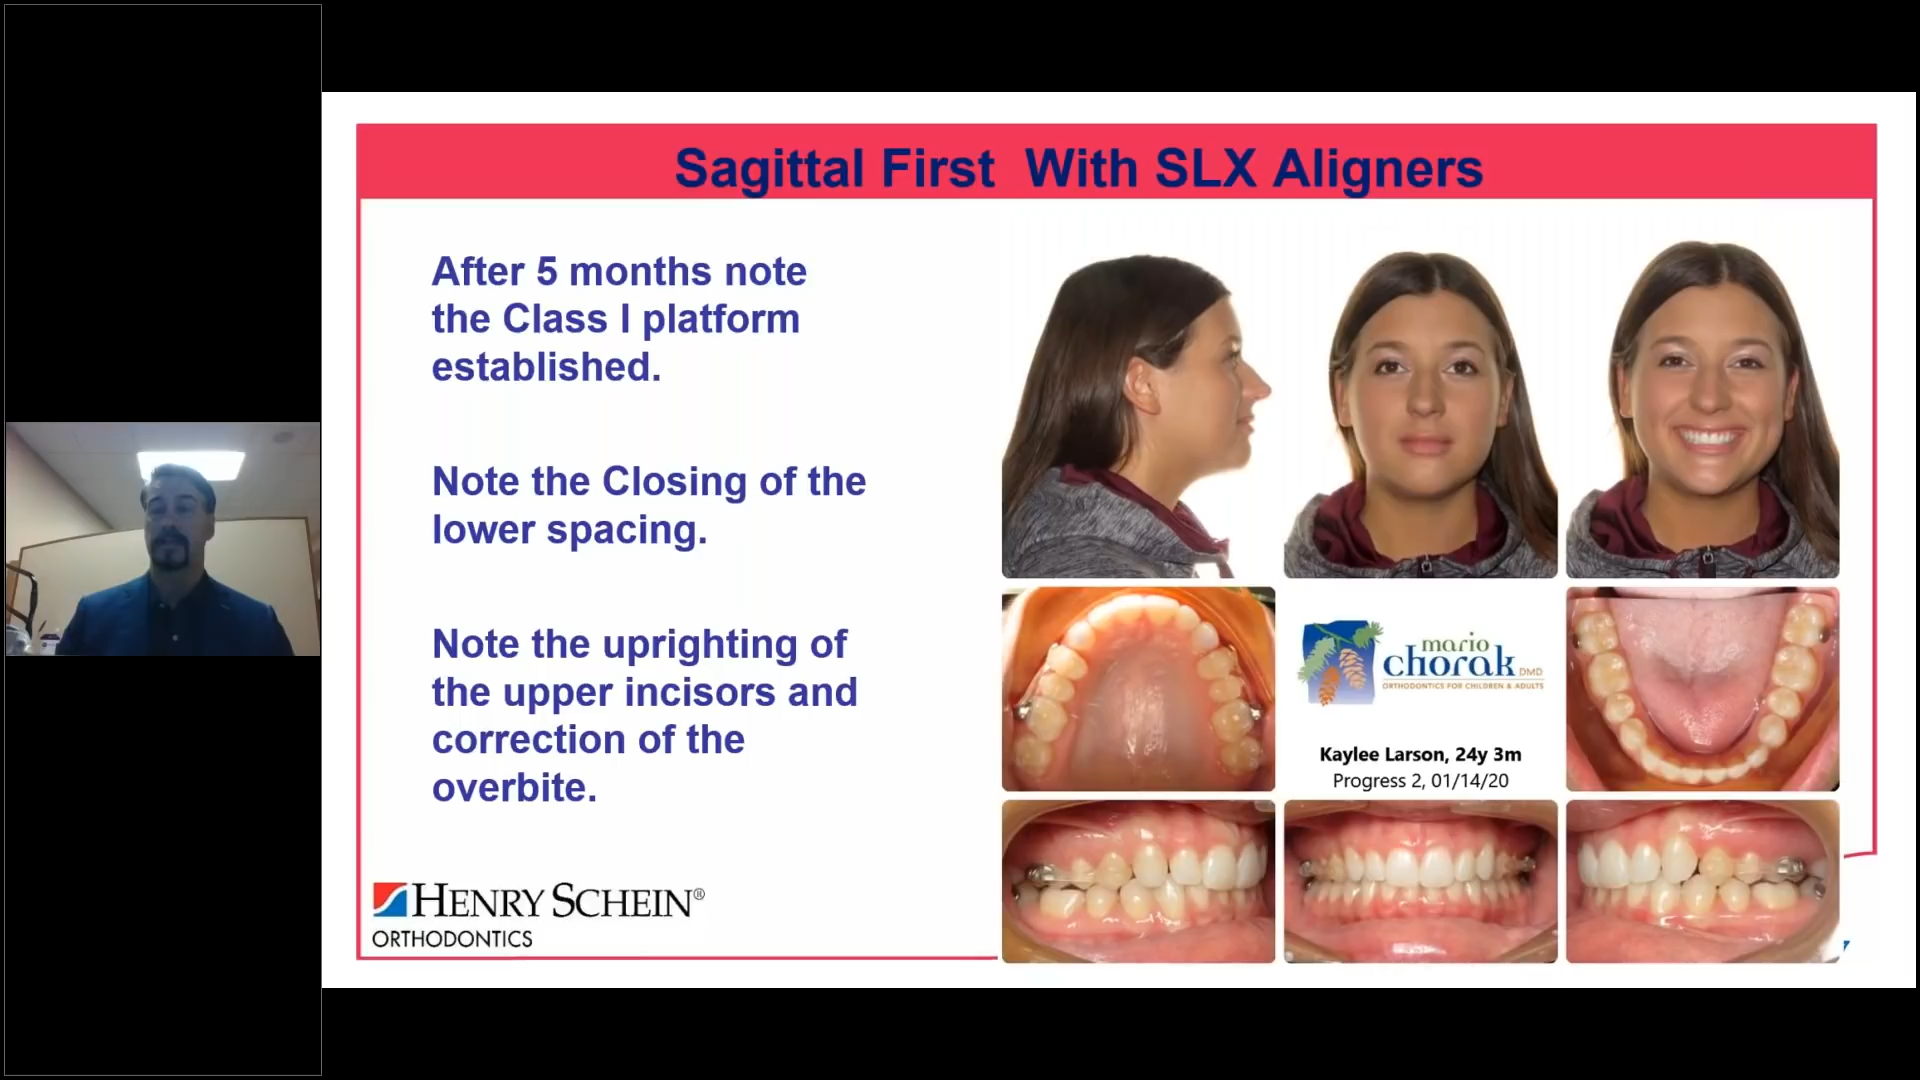 Sagittal First With SLX Aligners
After 5 months note
the Class I platform
established.
Note the Closing of the
lower spacing.
Note the uprighting of
the upper incisors and
correction of the
overbite.
HENRY SCHEIN®
ORTHODONTICS
mario
chorak DMD
ORTHODONTICS FOR CHILDREN & ADULTS
Kaylee Larson, 24y 3m
Progress 2, 01/14/20